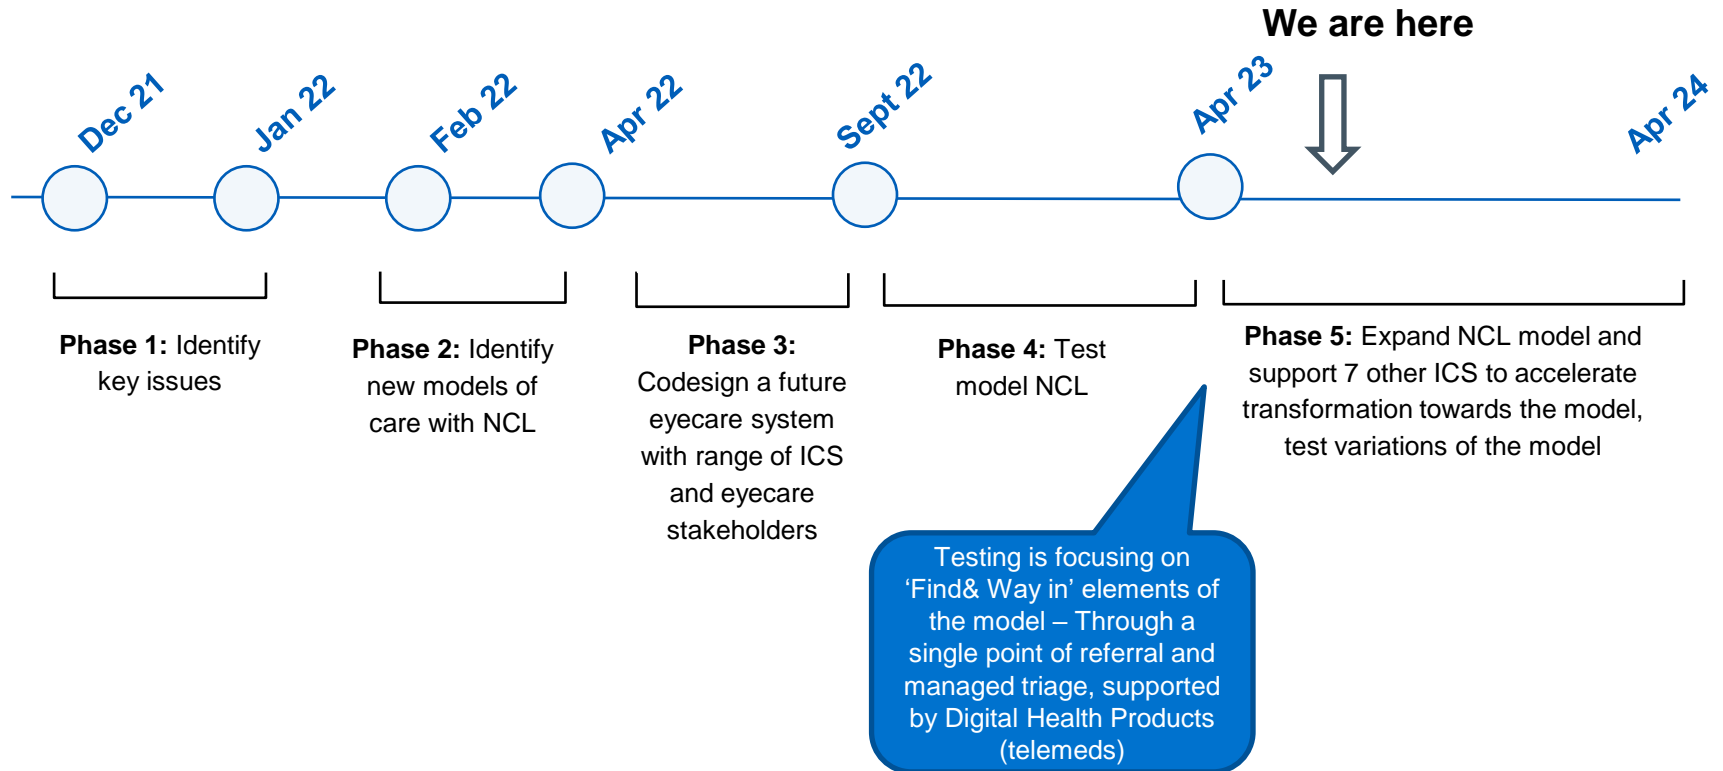 We are here
Dec 21
Jan 22
Feb 22
Apr 22
Sept 22
Apr 23
Apr 24
Phase 1: Identify
key issues
Phase 2: Identify
new models of
care with NCL
Phase 3:
Codesign a future
eyecare system
with range of ICS
and eyecare
stakeholders
Phase 4: Test
model NCL
Phase 5: Expand NCL model and
support 7 other ICS to accelerate
transformation towards the model,
test variations of the model
Testing is focusing on
‘Find& Way in’ elements of
the model – Through a
single point of referral and
managed triage, supported
by Digital Health Products
(telemeds)